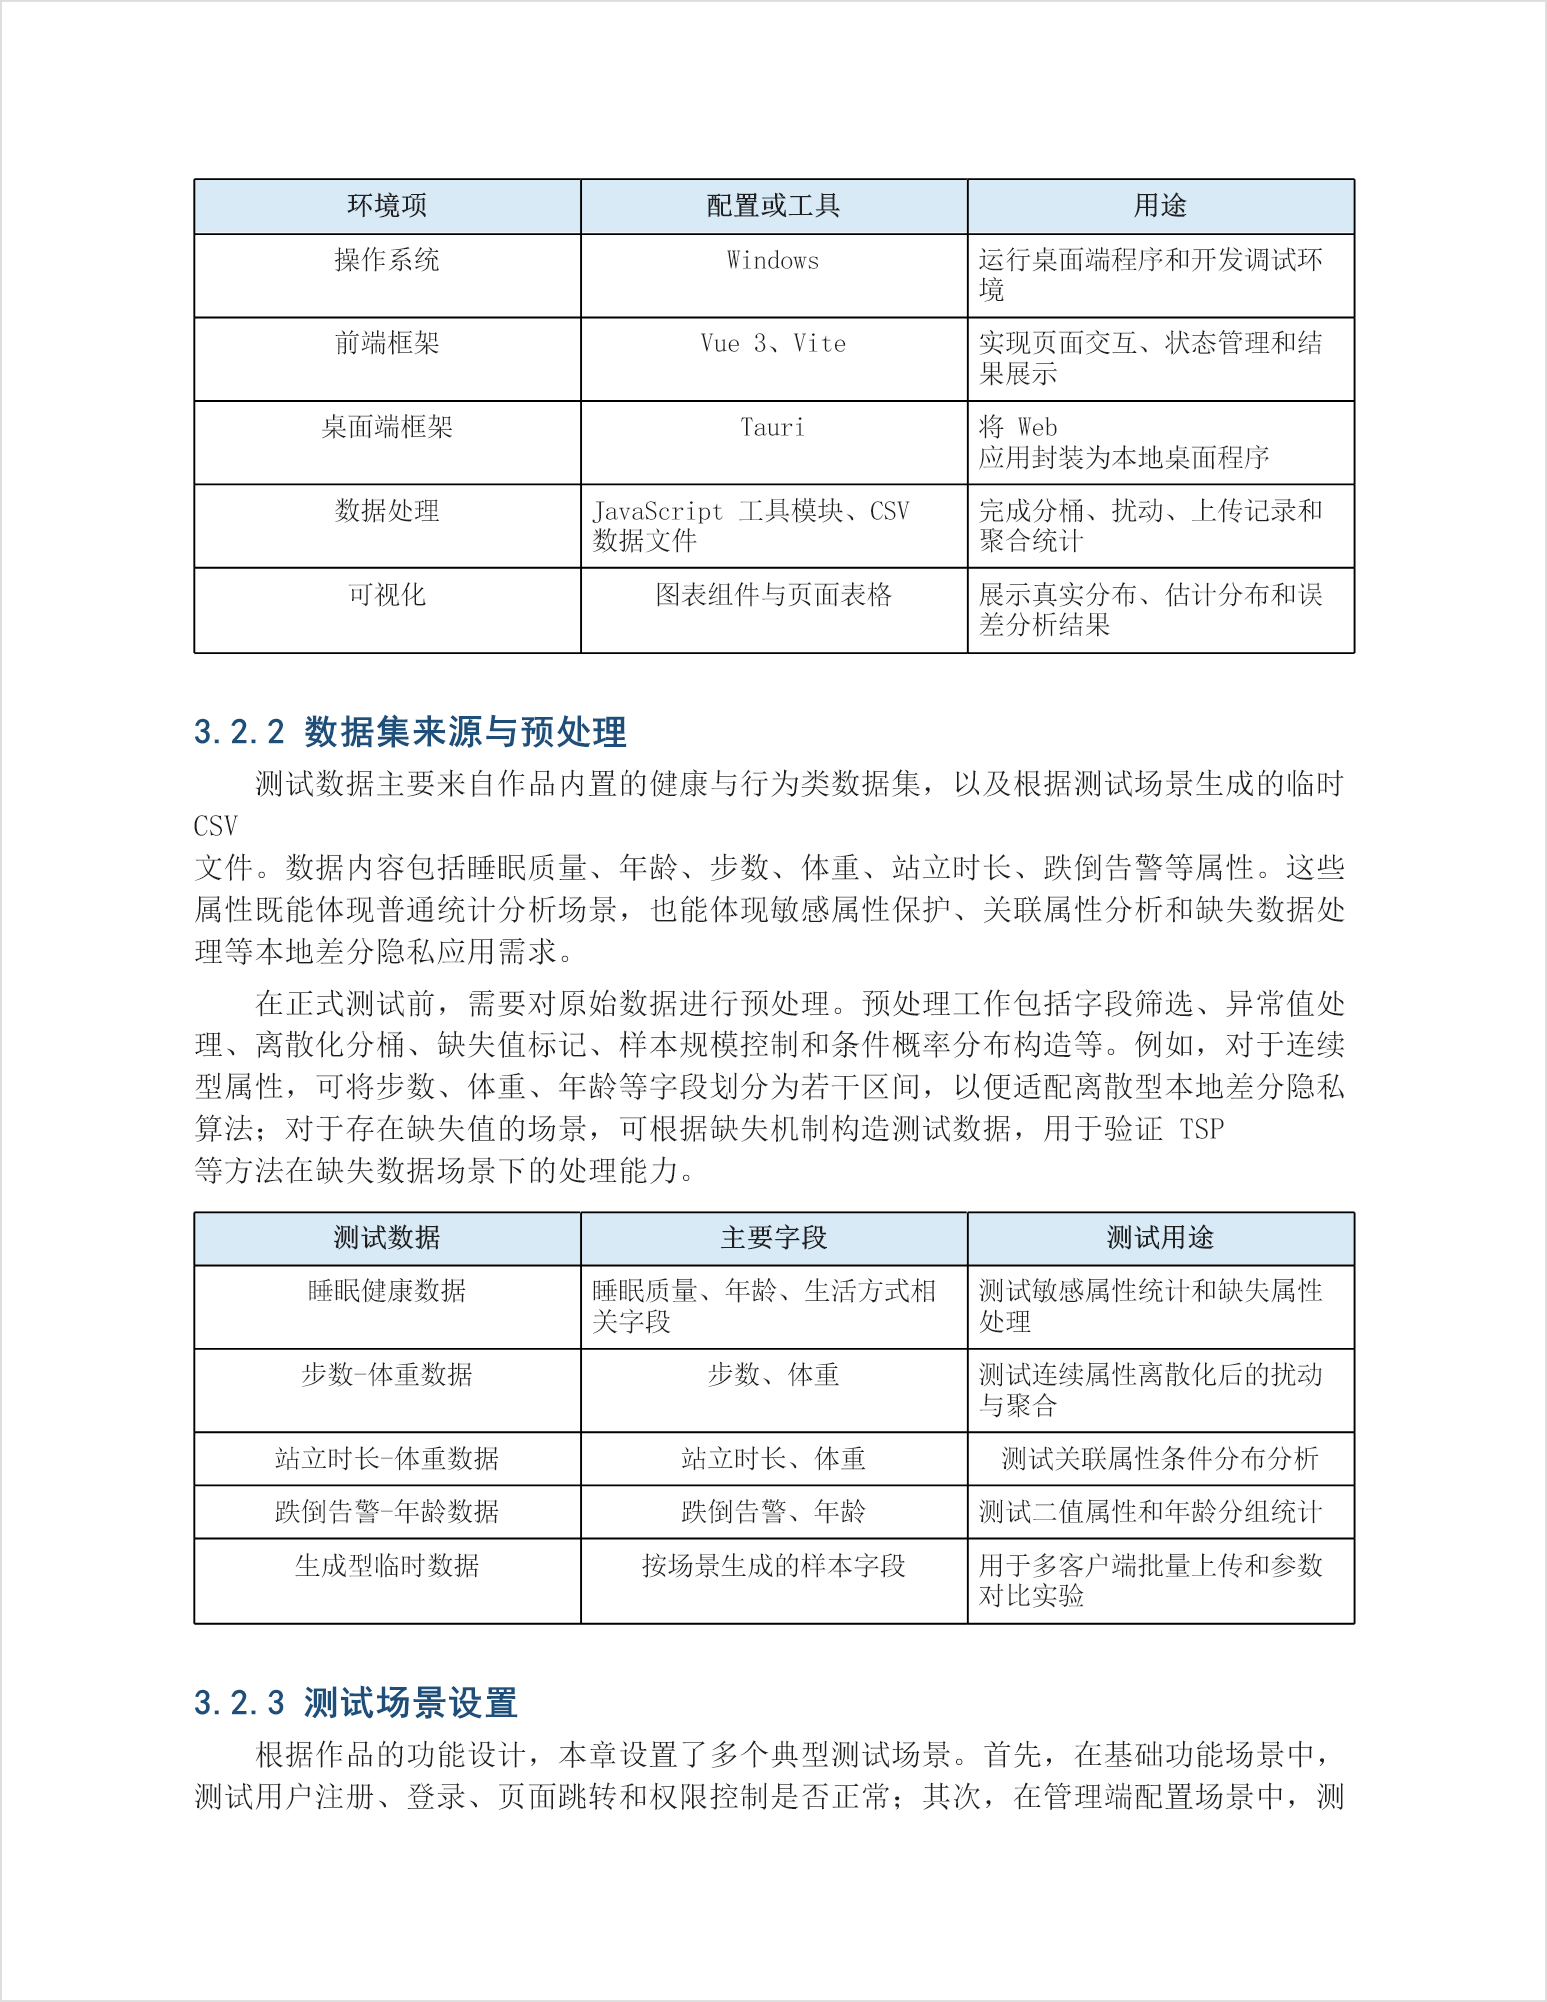 环境项 配置或工具 用途
操作系统 Windows 运行桌面端程序和开发调试环
境
前端框架 Vue 3、Vite 实现页面交互、状态管理和结
果展示
桌面端框架 Tauri 将 Web
应用封装为本地桌面程序
数据处理 JavaScript 工具模块、CSV 完成分桶、扰动、上传记录和
数据文件 聚合统计
可视化 图表组件与页面表格 展示真实分布、估计分布和误
差分析结果
3.2.2 数据集来源与预处理
测试数据主要来自作品内置的健康与行为类数据集，以及根据测试场景生成的临时
CSV
文件。数据内容包括睡眠质量、年龄、步数、体重、站立时长、跌倒告警等属性。这些
属性既能体现普通统计分析场景，也能体现敏感属性保护、关联属性分析和缺失数据处
理等本地差分隐私应用需求。
在正式测试前，需要对原始数据进行预处理。预处理工作包括字段筛选、异常值处
理、离散化分桶、缺失值标记、样本规模控制和条件概率分布构造等。例如，对于连续
型属性，可将步数、体重、年龄等字段划分为若干区间，以便适配离散型本地差分隐私
算法；对于存在缺失值的场景，可根据缺失机制构造测试数据，用于验证 TSP
等方法在缺失数据场景下的处理能力。
测试数据 主要字段 测试用途
睡眠健康数据 睡眠质量、年龄、生活方式相 测试敏感属性统计和缺失属性
关字段 处理
步数-体重数据 步数、体重 测试连续属性离散化后的扰动
与聚合
站立时长-体重数据 站立时长、体重 测试关联属性条件分布分析
跌倒告警-年龄数据 跌倒告警、年龄 测试二值属性和年龄分组统计
生成型临时数据 按场景生成的样本字段 用于多客户端批量上传和参数
对比实验
3.2.3 测试场景设置
根据作品的功能设计，本章设置了多个典型测试场景。首先，在基础功能场景中，
测试用户注册、登录、页面跳转和权限控制是否正常；其次，在管理端配置场景中，测